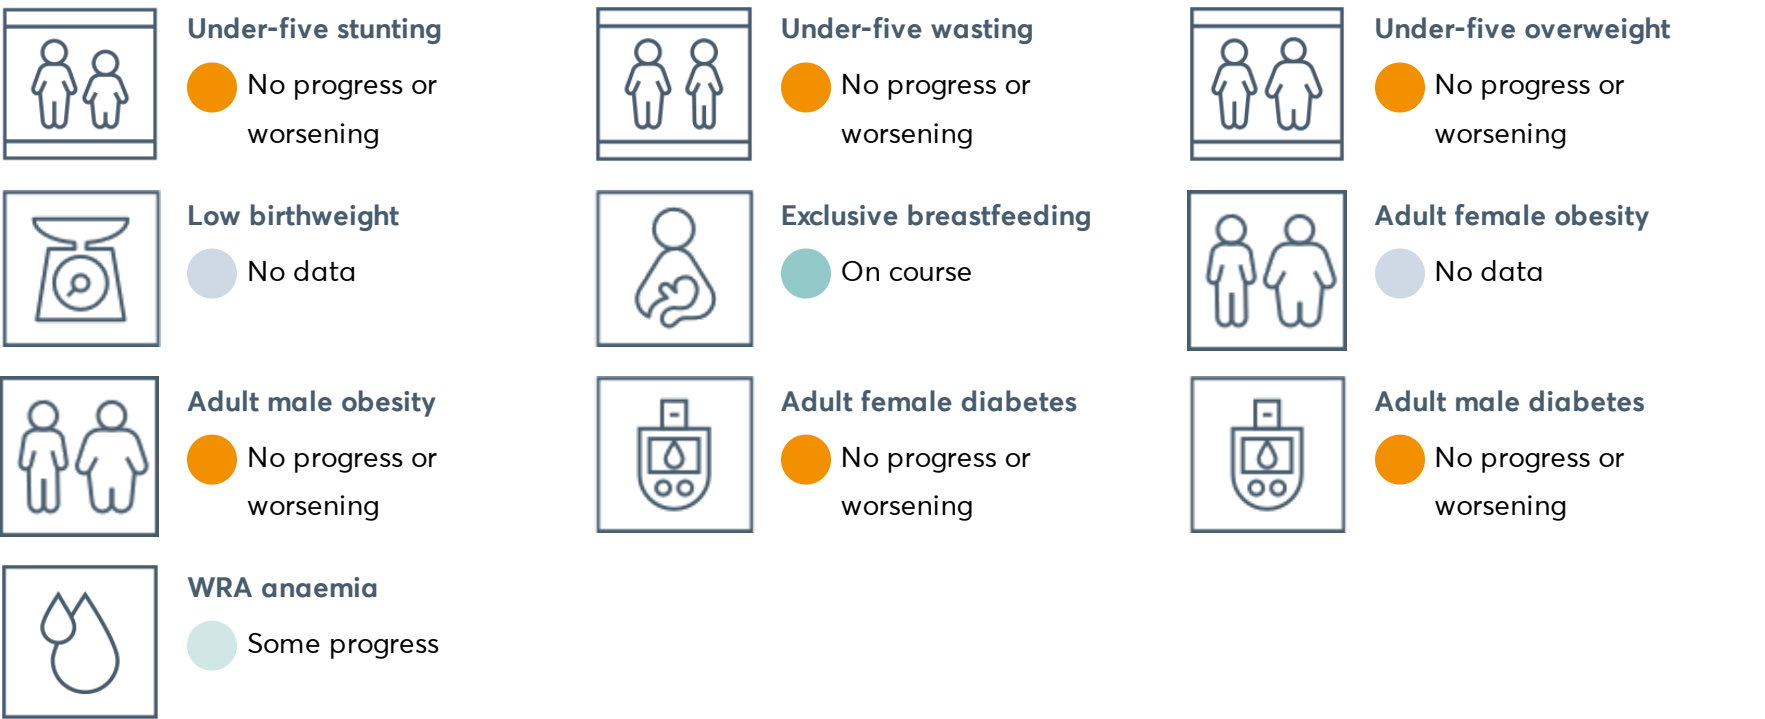 Under-five stunting
No progress or
worsening
Under-five wasting
No progress or
worsening
Under-five overweight
No progress or
worsening
Low birthweight
No data
Exclusive breastfeeding
On course
Adult female obesity
No data
Adult male obesity
No progress or
worsening
Adult female diabetes
No progress or
worsening
Adult male diabetes
No progress or
worsening
WRA anaemia
Some progress